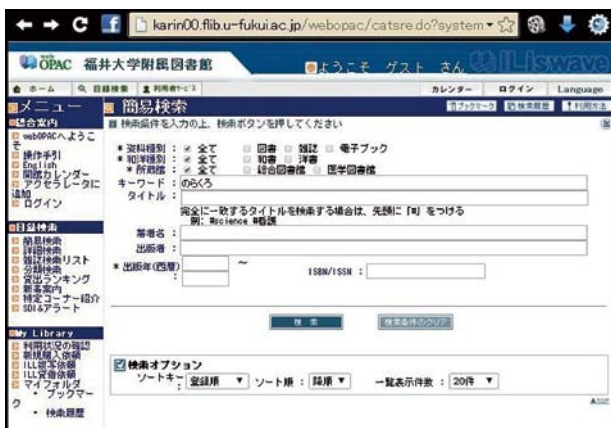 karin00.flib.u-fukui.ac.jp/webopac/catsre.do?system
OPAC 福井大学附属図書館
ようこそ ゲスト さん
iLiswave
ホーム 目録検索 利用者サービス カレンダー ログイン Language
メニュー
簡易検索
ブックマーク 検索履歴 利用方法
総合案内
検索条件を入力の上、検索ボタンを押してください
webOPACへようこそ
操作手引
English
開館カレンダー
アクセラレータに追加
ログイン
* 資料種別 : 全て 図書 雑誌 電子ブック
* 和洋種別 : 全て 和書 洋書
* 所蔵館 : 全て 総合図書館 医学図書館
キーワード : のらくろ
タイトル :
完全に一致するタイトルを検索する場合は、先頭に「#」をつける
例: #science #看護
著者名 :
出版者 :
* 出版年(西暦) : ~ ISBN/ISSN :
目録検索
簡易検索
詳細検索
雑誌検索リスト
分類検索
貸出ランキング
新着案内
特定コーナー紹介
SDI&アラート
検 索 検索条件のクリア
My Library
利用状況の確認
新規購入依頼
ILL複写依頼
ILL貸借依頼
マイフォルダ
・ ブックマーク
・ 検索履歴
検索オプション
ソートキー : 登録順 ▼ ソート順 : 降順 ▼ 一覧表示件数 : 20件 ▼
▲TOP